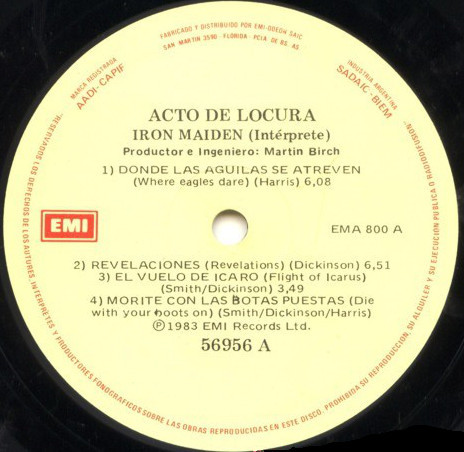 FABRICADO Y DISTRIBUIDO POR EMI-ODEON SAIC
SAN MARTIN 3590 - FLORIDA - PCIA DE BS. AS
MARCA REGISTRADA
AADI-CAPIF
INDUSTRIA ARGENTINA
SADAIC-BIEM
ACTO DE LOCURA
IRON MAIDEN (Intérprete)
Productor e Ingeniero: Martin Birch
1) DONDE LAS AGUILAS SE ATREVEN
(Where eagles dare) (Harris) 6,08
EMI
EMA 800 A
2) REVELACIONES (Revelations) (Dickinson) 6,51
3) EL VUELO DE ICARO (Flight of Icarus)
(Smith/Dickinson) 3,49
4) MORITE CON LAS BOTAS PUESTAS (Die
with your boots on) (Smith/Dickinson/Harris)
Ⓟ1983 EMI Records Ltd.
56956 A
"RESERVADOS LOS DERECHOS DE LOS AUTORES, INTERPRETES Y PRODUCTORES FONOGRAFICOS SOBRE LAS OBRAS REPRODUCIDAS EN ESTE DISCO. PROHIBIDA SU REPRODUCCION, SU ALQUILER Y SU EJECUCION PUBLICA O RADIODIFUSION"